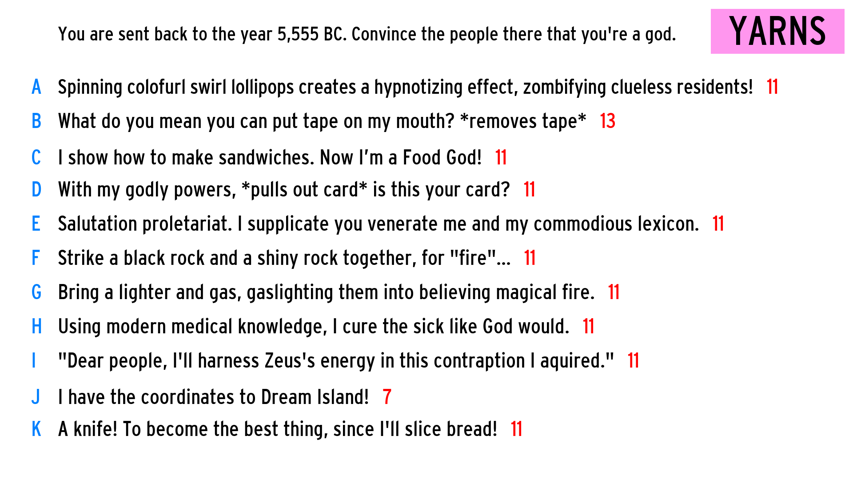 You are sent back to the year 5,555 BC. Convince the people there that you're a god.
YARNS
A Spinning colofurl swirl lollipops creates a hypnotizing effect, zombifying clueless residents! 11
B What do you mean you can put tape on my mouth? *removes tape* 13
C I show how to make sandwiches. Now I’m a Food God! 11
D With my godly powers, *pulls out card* is this your card? 11
E Salutation proletariat. I supplicate you venerate me and my commodious lexicon. 11
F Strike a black rock and a shiny rock together, for "fire"... 11
G Bring a lighter and gas, gaslighting them into believing magical fire. 11
H Using modern medical knowledge, I cure the sick like God would. 11
I "Dear people, I'll harness Zeus's energy in this contraption I aquired." 11
J I have the coordinates to Dream Island! 7
K A knife! To become the best thing, since I'll slice bread! 11